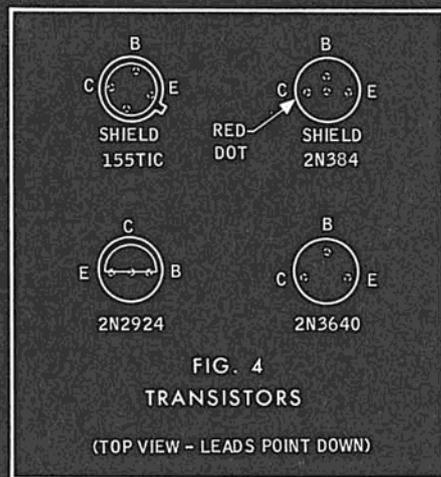 B
C E
SHIELD
155TIC
B
C E
RED DOT
SHIELD
2N384
C
E B
2N2924
B
C E
2N3640
FIG. 4
TRANSISTORS
(TOP VIEW - LEADS POINT DOWN)